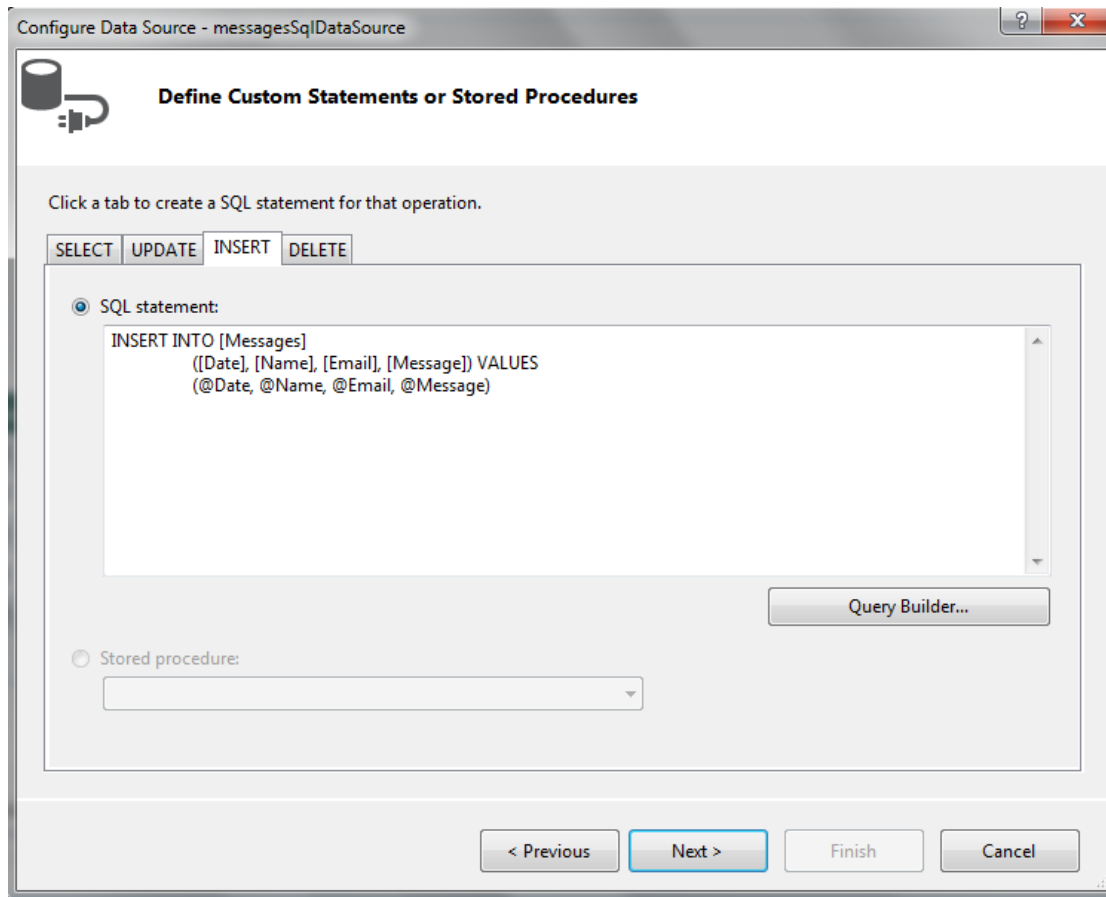 Configure Data Source - messagesSqlDataSource
?
X
Define Custom Statements or Stored Procedures
Click a tab to create a SQL statement for that operation.
SELECT UPDATE INSERT DELETE
SQL statement:
INSERT INTO [Messages]
([Date], [Name], [Email], [Message]) VALUES
(@Date, @Name, @Email, @Message)
Query Builder...
Stored procedure:
< Previous Next > Finish Cancel